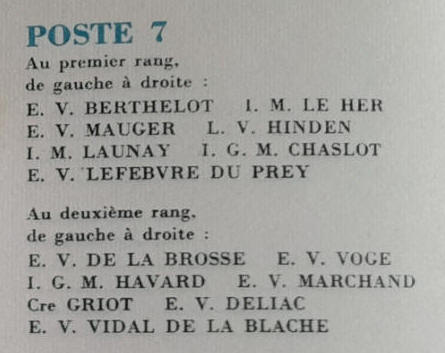 POSTE 7
Au premier rang,
de gauche à droite :
E. V. BERTHELOT I. M. LE HER
E. V. MAUGER L. V. HINDEN
I. M. LAUNAY I. G. M. CHASLOT
E. V. LEFEBVRE DU PREY
Au deuxième rang,
de gauche à droite :
E. V. DE LA BROSSE E. V. VOGE
I. G. M. HAVARD E. V. MARCHAND
Cre GRIOT E. V. DELIAC
E. V. VIDAL DE LA BLACHE